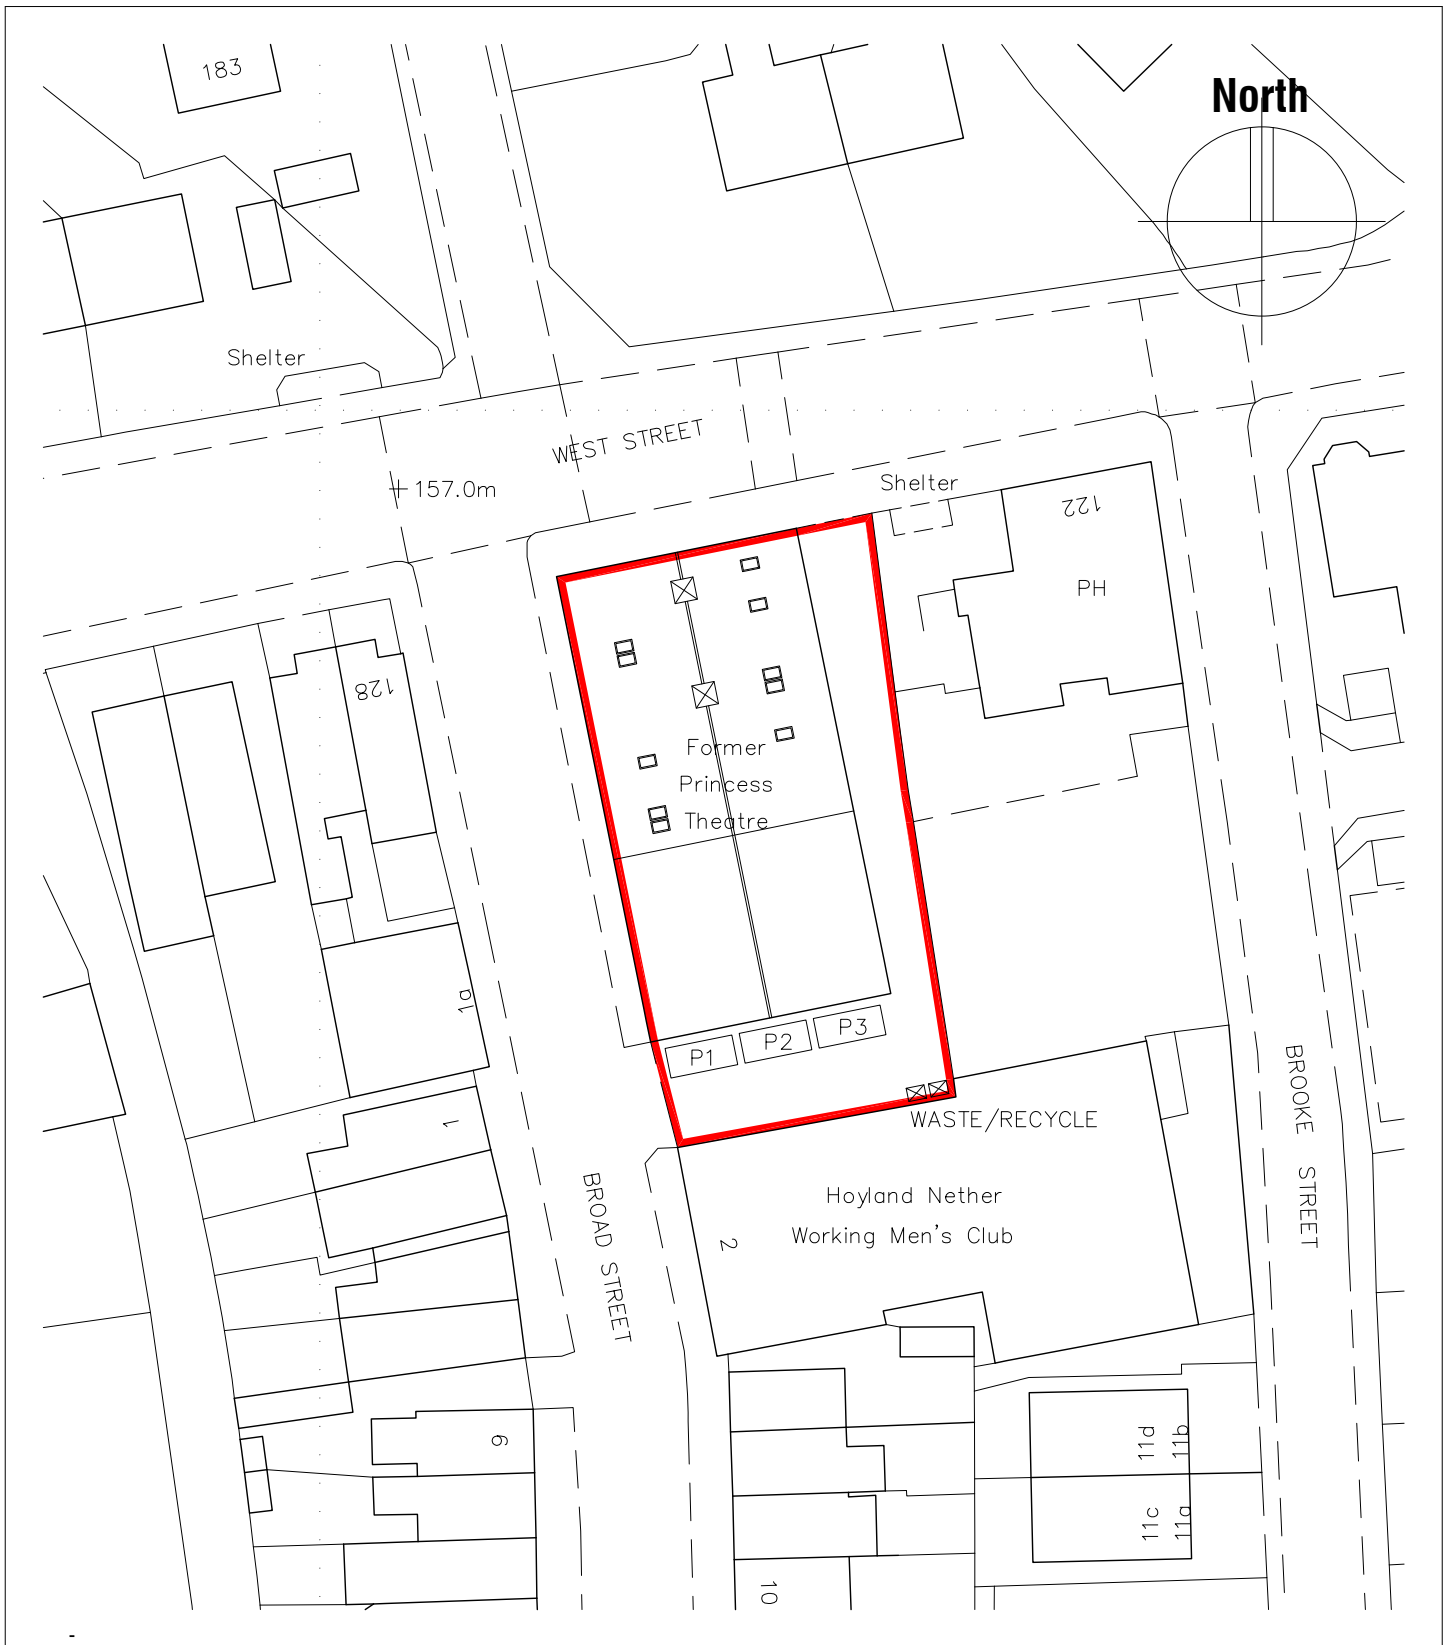 183
North
Shelter
WEST STREET
157.0m
Shelter
122
PH
128
Former
Princess
Theatre
1a
P1
P2
P3
WASTE/RECYCLE
1
BROOKE STREET
Hoyland Nether
Working Men's Club
2
BROAD STREET
6
11d
11b
11c
11a
10
-